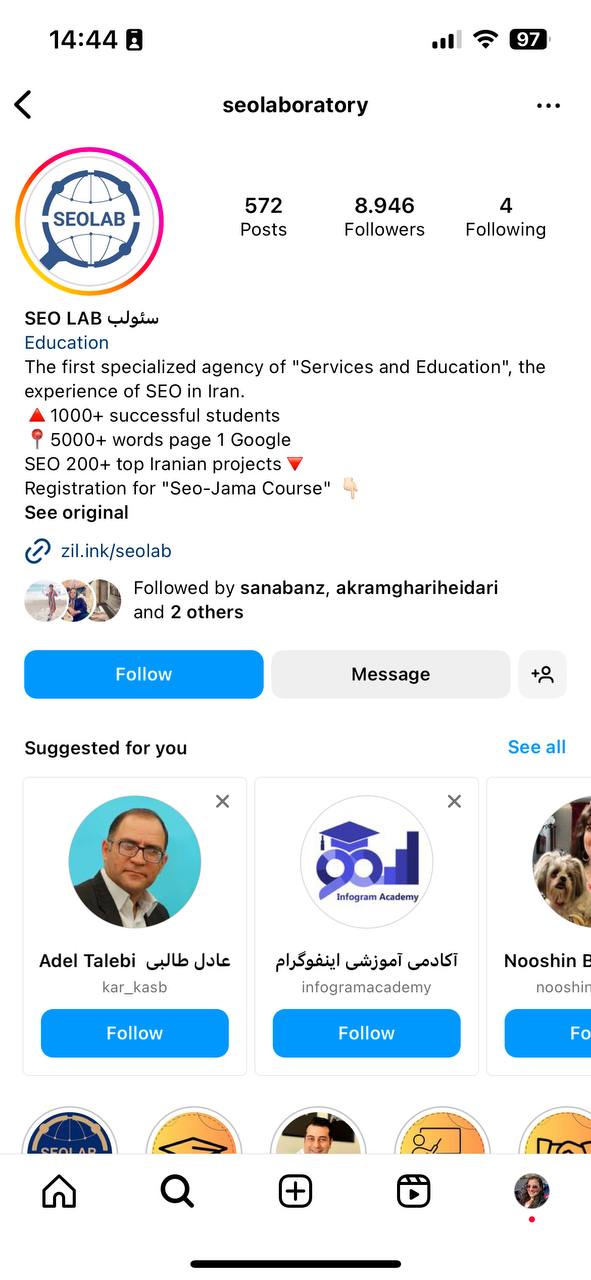 14:44
97
seolaboratory
SEOLAB
572
Posts
8.946
Followers
4
Following
SEO LAB سئولب
Education
The first specialized agency of "Services and Education", the
experience of SEO in Iran.
🔺1000+ successful students
📍5000+ words page 1 Google
SEO 200+ top Iranian projects🔻
Registration for "Seo-Jama Course" 👇🏻
See original
zil.ink/seolab
Followed by sanabanz, akramghariheidari
and 2 others
Follow
Message
Suggested for you
See all
Adel Talebi عادل طالبی
kar_kasb
Follow
Infogram Academy
آکادمی آموزشی اینفوگرام
infogramacademy
Follow
Nooshin B
nooshin
Fo
SEOLAB